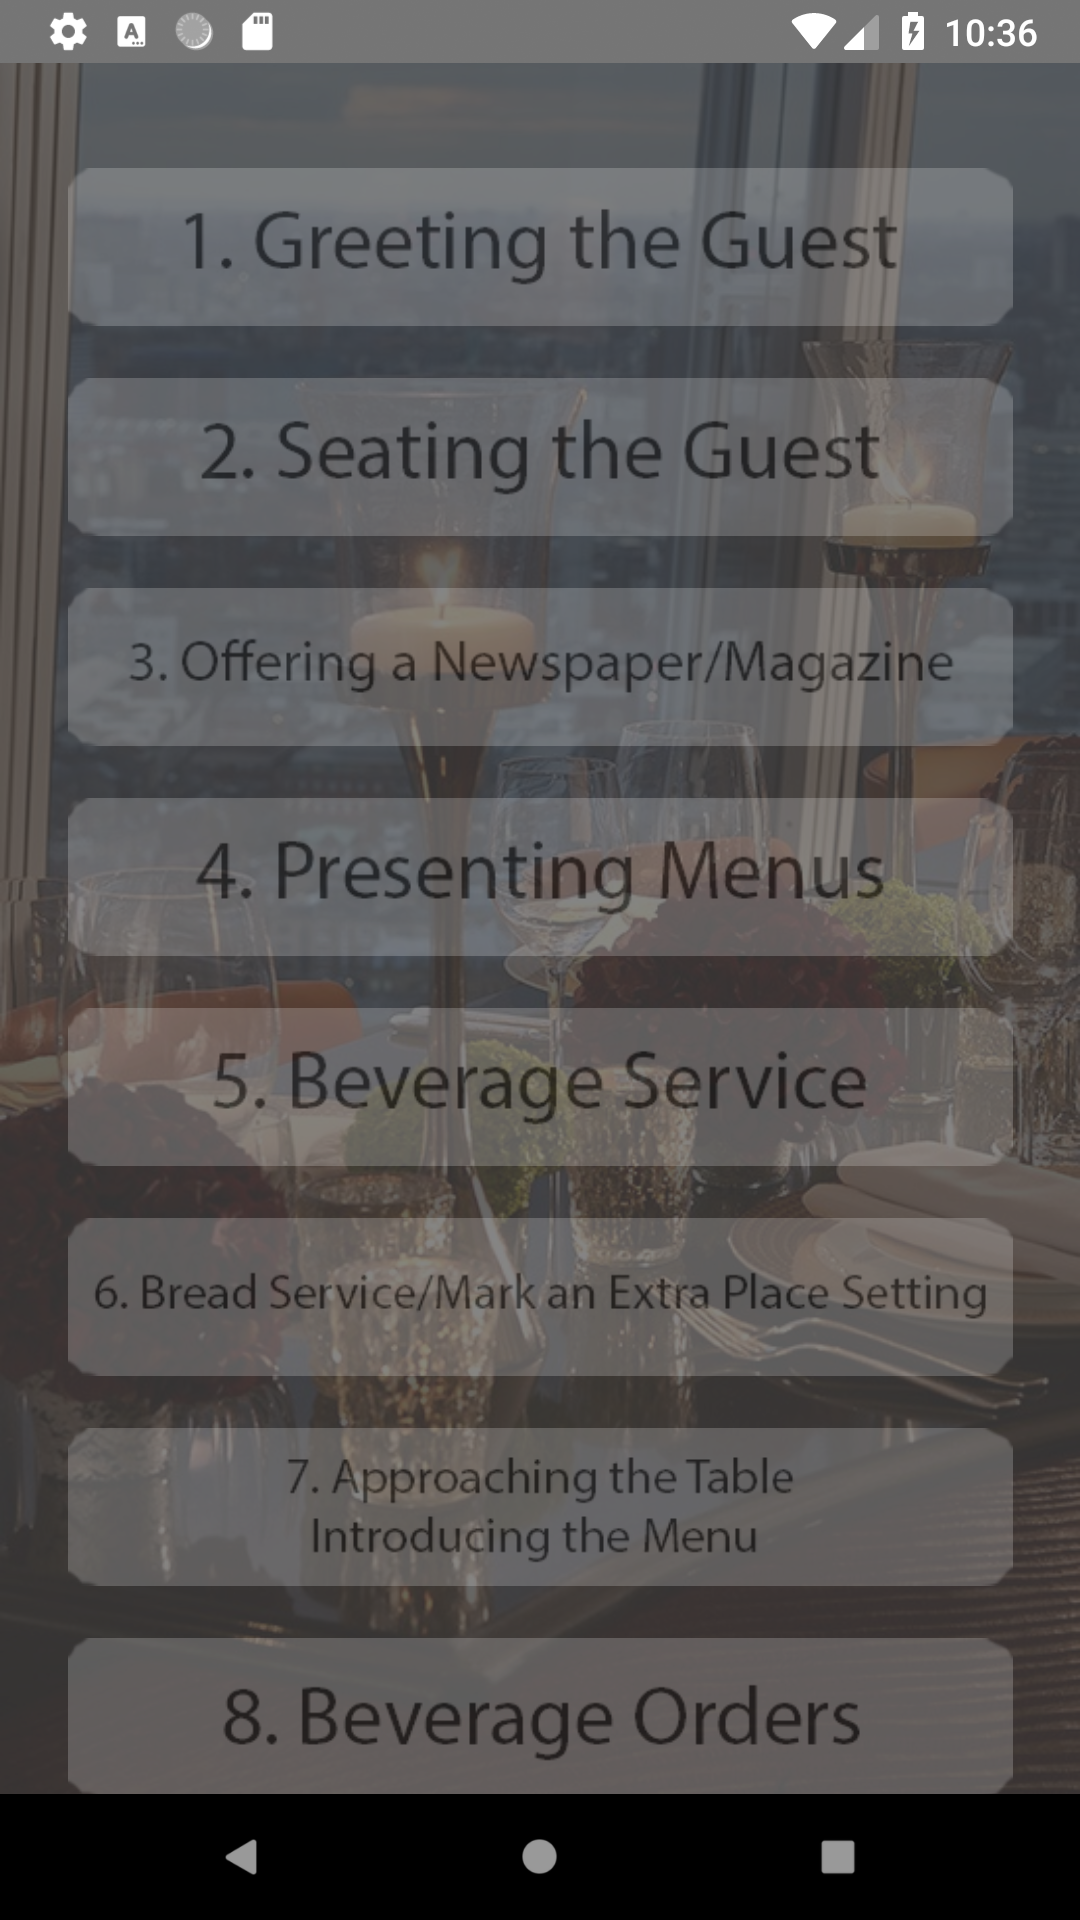 10:36
1. Greeting the Guest
2. Seating the Guest
3. Offering a Newspaper/Magazine
4. Presenting Menus
5. Beverage Service
6. Bread Service/Mark an Extra Place Setting
7. Approaching the Table
Introducing the Menu
8. Beverage Orders